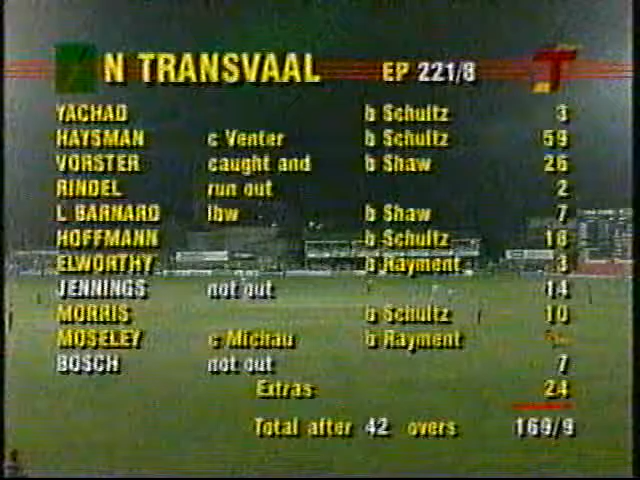 N TRANSVAAL EP 221/8 T
YACHAD b Schultz 3
HAYSMAN c Venter b Schultz 59
VORSTER caught and b Shaw 26
RINDEL run out 2
L BARNARD lbw b Shaw 7
HOFFMANN b Schultz
ELWORTHY b Rayment 3
JENNINGS not out 14
MORRIS b Schultz 10
MOSELEY c Michau b Rayment
BOSCH not out 7
Extras 24
Total after 42 overs 169/9